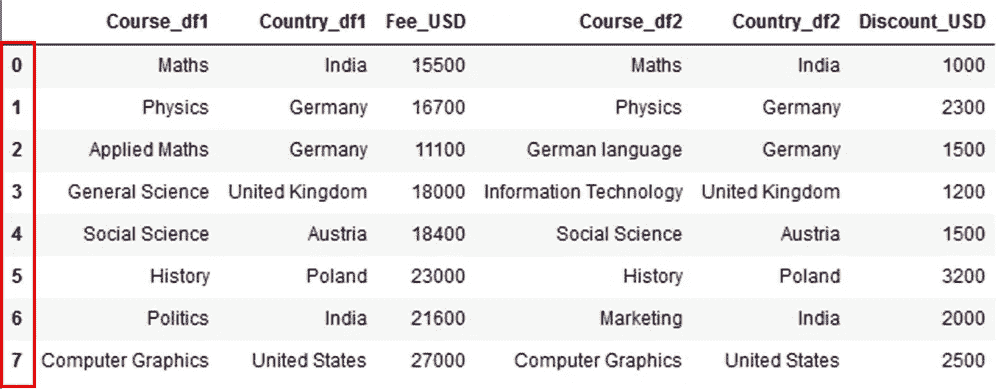 Course_df1 Country_df1 Fee_USD Course_df2 Country_df2 Discount_USD
0 Maths India 15500 Maths India 1000
1 Physics Germany 16700 Physics Germany 2300
2 Applied Maths Germany 11100 German language Germany 1500
3 General Science United Kingdom 18000 Information Technology United Kingdom 1200
4 Social Science Austria 18400 Social Science Austria 1500
5 History Poland 23000 History Poland 3200
6 Politics India 21600 Marketing India 2000
7 Computer Graphics United States 27000 Computer Graphics United States 2500